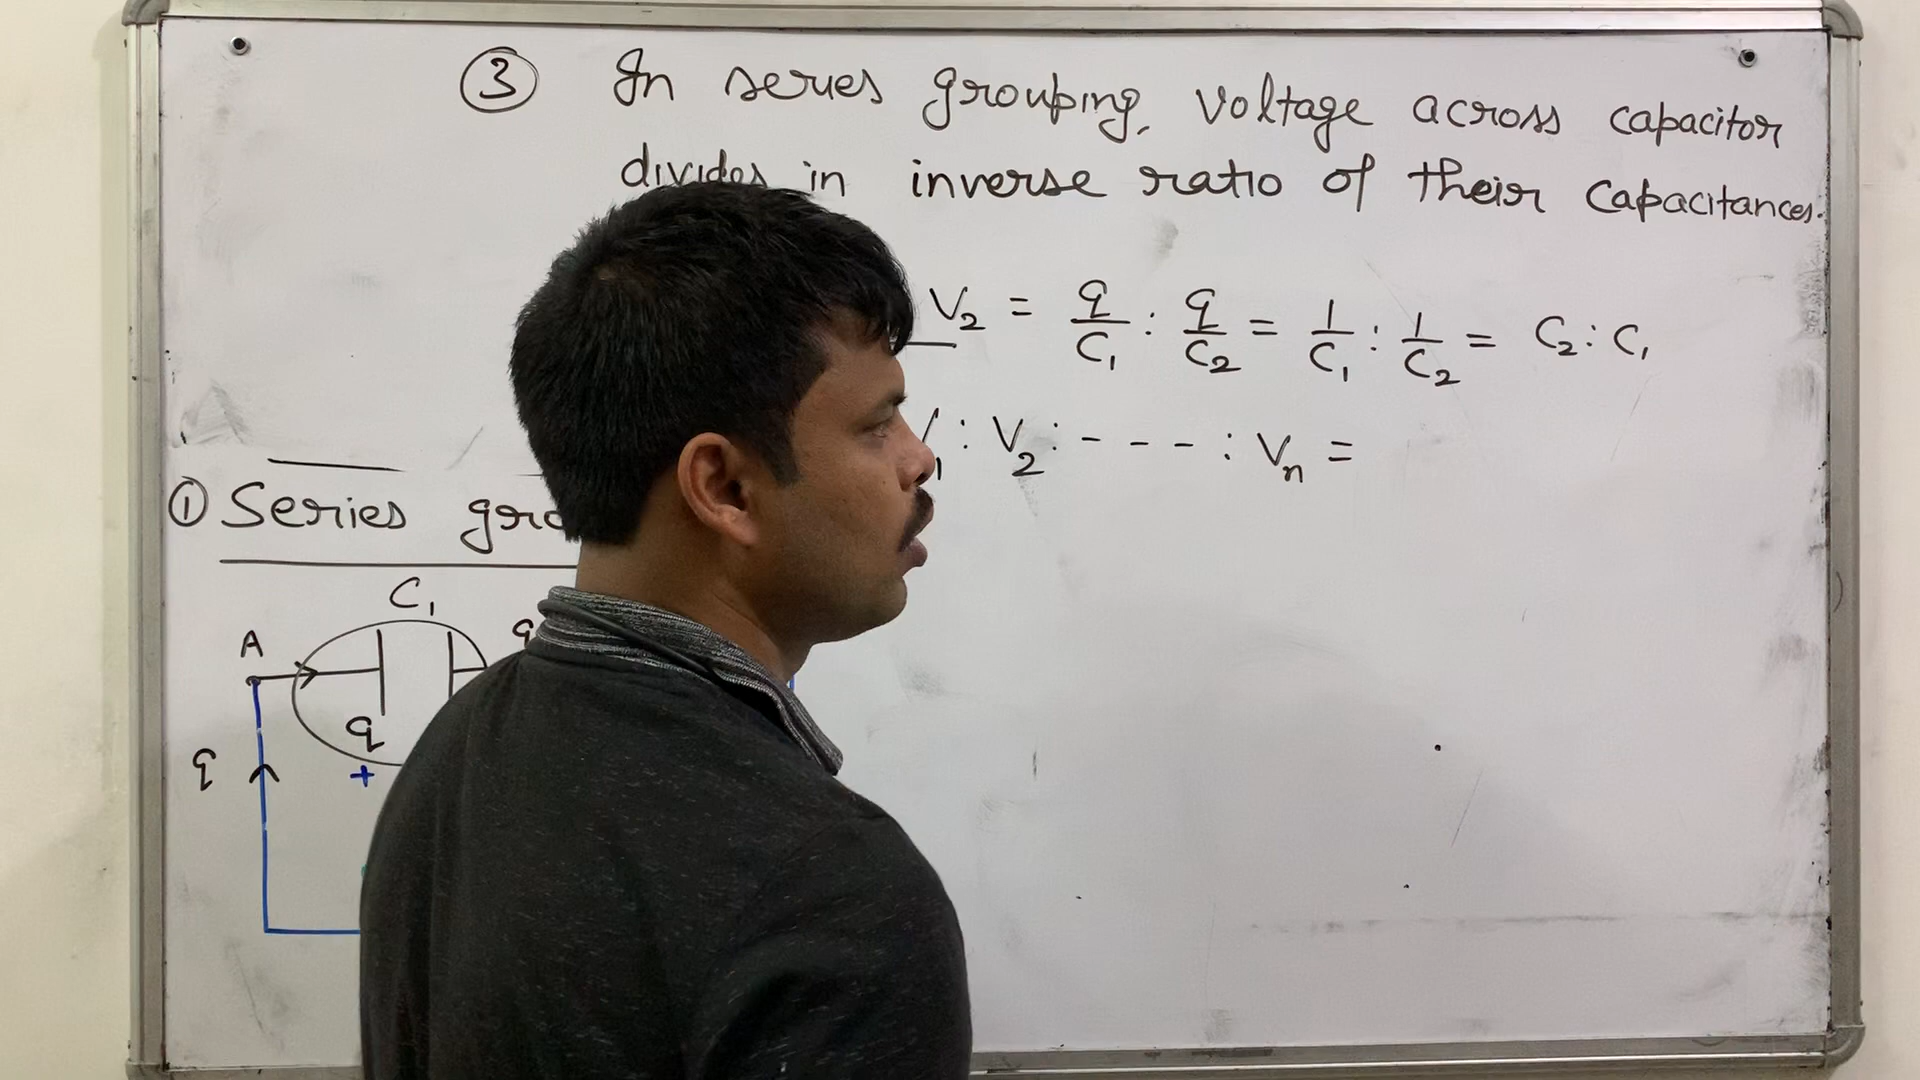 ③ In series grouping, voltage across capacitor
divides in inverse ratio of their capacitances.
V₂ = q/C₁ : q/C₂ = 1/C₁ : 1/C₂ = C₂ : C₁
V₁ : V₂ : - - - - : Vₙ =
① Series
C₁
A
q
q
q
+